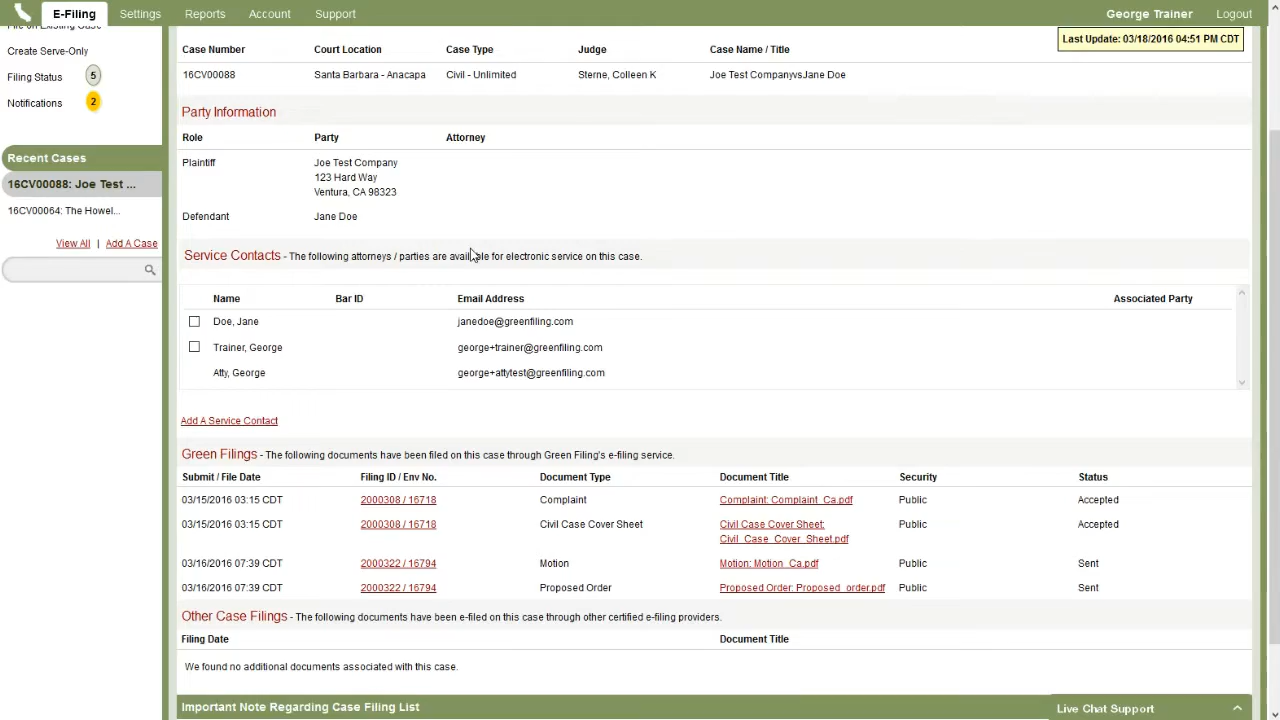 E-Filing Settings Reports Account Support George Trainer Logout
File on Existing Case
Create Serve-Only
Filing Status 5
Notifications 2
Recent Cases
16CV00088: Joe Test ...
16CV00064: The Howel...
View All | Add A Case
Last Update: 03/18/2016 04:51 PM CDT
Case Number Court Location Case Type Judge Case Name / Title
16CV00088 Santa Barbara - Anacapa Civil - Unlimited Sterne, Colleen K Joe Test CompanyvsJane Doe
Party Information
Role Party Attorney
Plaintiff Joe Test Company
123 Hard Way
Ventura, CA 98323
Defendant Jane Doe
Service Contacts - The following attorneys / parties are available for electronic service on this case.
Name Bar ID Email Address Associated Party
Doe, Jane janedoe@greenfiling.com
Trainer, George george+trainer@greenfiling.com
Atty, George george+attytest@greenfiling.com
Add A Service Contact
Green Filings - The following documents have been filed on this case through Green Filing's e-filing service.
Submit / File Date Filing ID / Env No. Document Type Document Title Security Status
03/15/2016 03:15 CDT 2000308 / 16718 Complaint Complaint: Complaint_Ca.pdf Public Accepted
03/15/2016 03:15 CDT 2000308 / 16718 Civil Case Cover Sheet Civil Case Cover Sheet: Public Accepted
Civil_Case_Cover_Sheet.pdf
03/16/2016 07:39 CDT 2000322 / 16794 Motion Motion: Motion_Ca.pdf Public Sent
03/16/2016 07:39 CDT 2000322 / 16794 Proposed Order Proposed Order: Proposed_order.pdf Public Sent
Other Case Filings - The following documents have been e-filed on this case through other certified e-filing providers.
Filing Date Document Title
We found no additional documents associated with this case.
Important Note Regarding Case Filing List
Live Chat Support